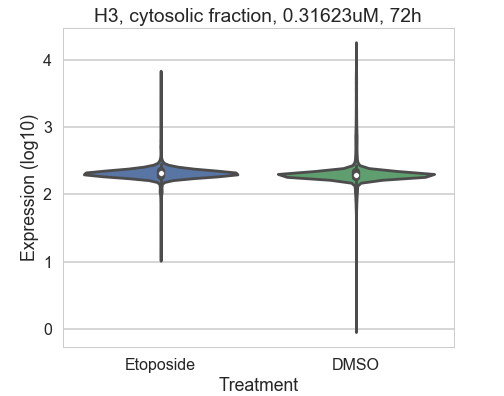 H3, cytosolic fraction, 0.31623uM, 72h
Expression (log10)
4
3
2
1
0
Etoposide DMSO
Treatment